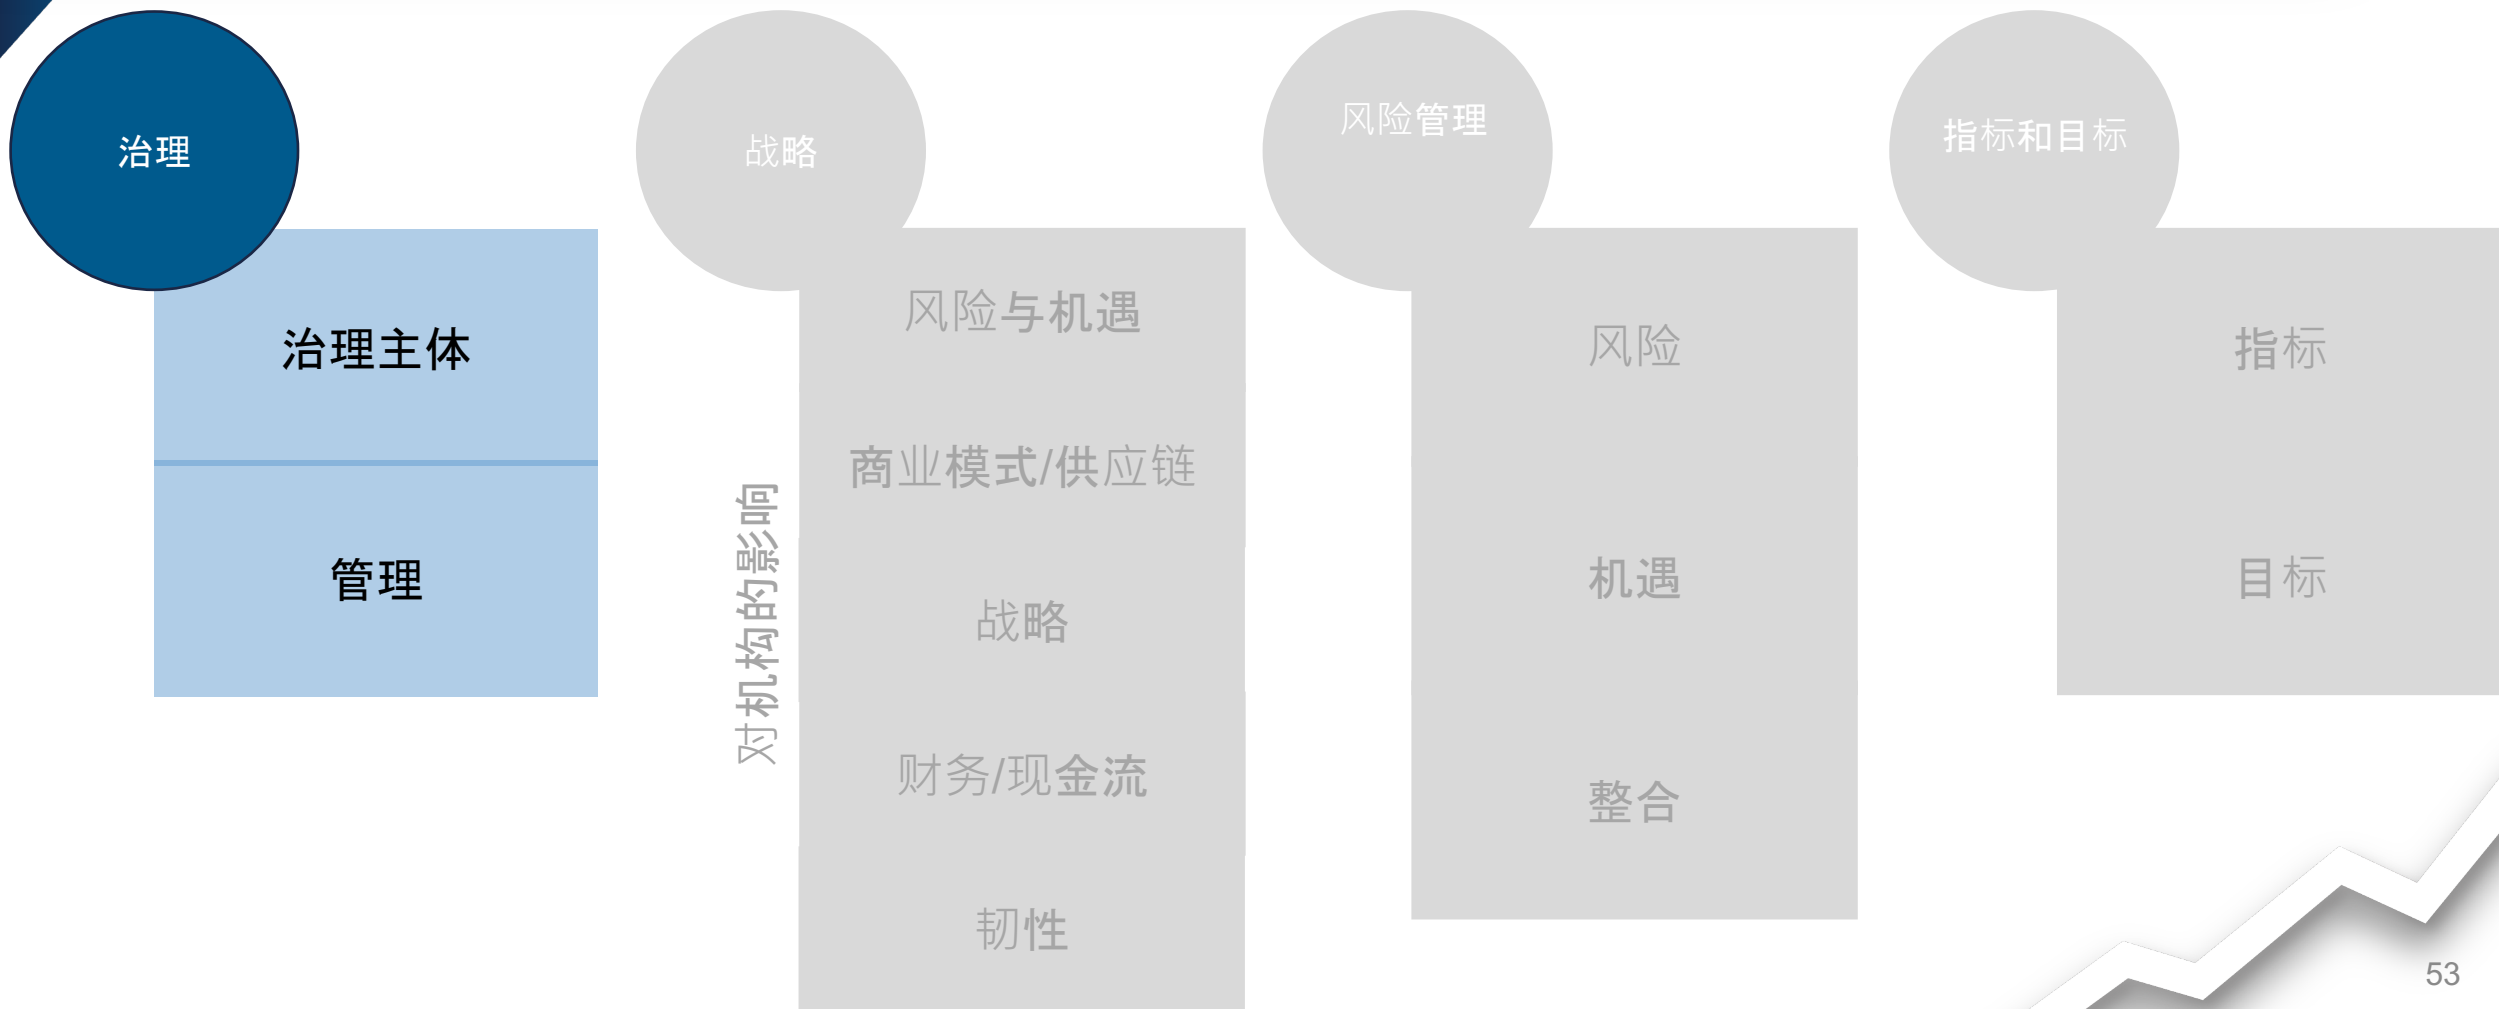 治理
治理主体
管理
战略
对机构的影响
风险与机遇
商业模式/供应链
战略
财务/现金流
韧性
风险管理
风险
机遇
整合
指标和目标
指标
目标
53